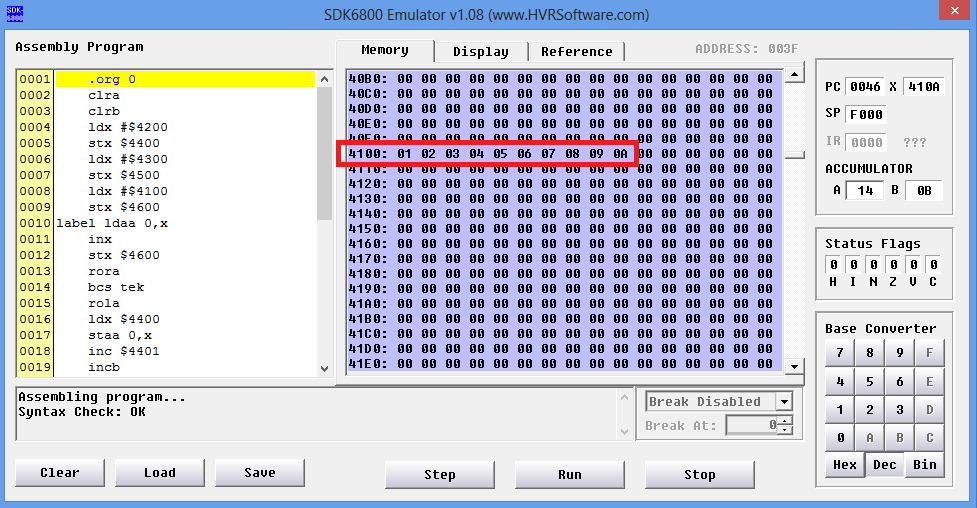 SDK-
6800
SDK6800 Emulator v1.08 (www.HVRSoftware.com)
Assembly Program
0001 .org 0
0002 clra
0003 clrb
0004 ldx #$4200
0005 stx $4400
0006 ldx #$4300
0007 stx $4500
0008 ldx #$4100
0009 stx $4600
0010 label ldaa 0,x
0011 inx
0012 stx $4600
0013 rora
0014 bcs tek
0015 rola
0016 ldx $4400
0017 staa 0,x
0018 inc $4401
0019 incb
Memory Display Reference
ADDRESS: 003F
40B0: 00 00 00 00 00 00 00 00 00 00 00 00 00 00 00 00
40C0: 00 00 00 00 00 00 00 00 00 00 00 00 00 00 00 00
40D0: 00 00 00 00 00 00 00 00 00 00 00 00 00 00 00 00
40E0: 00 00 00 00 00 00 00 00 00 00 00 00 00 00 00 00
40F0: 00 00 00 00 00 00 00 00 00 00 00 00 00 00 00 00
4100: 01 02 03 04 05 06 07 08 09 0A 00 00 00 00 00 00
4110: 00 00 00 00 00 00 00 00 00 00 00 00 00 00 00 00
4120: 00 00 00 00 00 00 00 00 00 00 00 00 00 00 00 00
4130: 00 00 00 00 00 00 00 00 00 00 00 00 00 00 00 00
4140: 00 00 00 00 00 00 00 00 00 00 00 00 00 00 00 00
4150: 00 00 00 00 00 00 00 00 00 00 00 00 00 00 00 00
4160: 00 00 00 00 00 00 00 00 00 00 00 00 00 00 00 00
4170: 00 00 00 00 00 00 00 00 00 00 00 00 00 00 00 00
4180: 00 00 00 00 00 00 00 00 00 00 00 00 00 00 00 00
4190: 00 00 00 00 00 00 00 00 00 00 00 00 00 00 00 00
41A0: 00 00 00 00 00 00 00 00 00 00 00 00 00 00 00 00
41B0: 00 00 00 00 00 00 00 00 00 00 00 00 00 00 00 00
41C0: 00 00 00 00 00 00 00 00 00 00 00 00 00 00 00 00
41D0: 00 00 00 00 00 00 00 00 00 00 00 00 00 00 00 00
41E0: 00 00 00 00 00 00 00 00 00 00 00 00 00 00 00 00
PC 0046 X 410A
SP F000
IR 0000 ???
ACCUMULATOR
A 14 B 0B
Status Flags
0 0 0 0 0 0
H I N Z V C
Base Converter
7 8 9 F
4 5 6 E
1 2 3 D
0 A B C
Hex Dec Bin
Assembling program...
Syntax Check: OK
Break Disabled
Break At: 0
Clear Load Save Step Run Stop